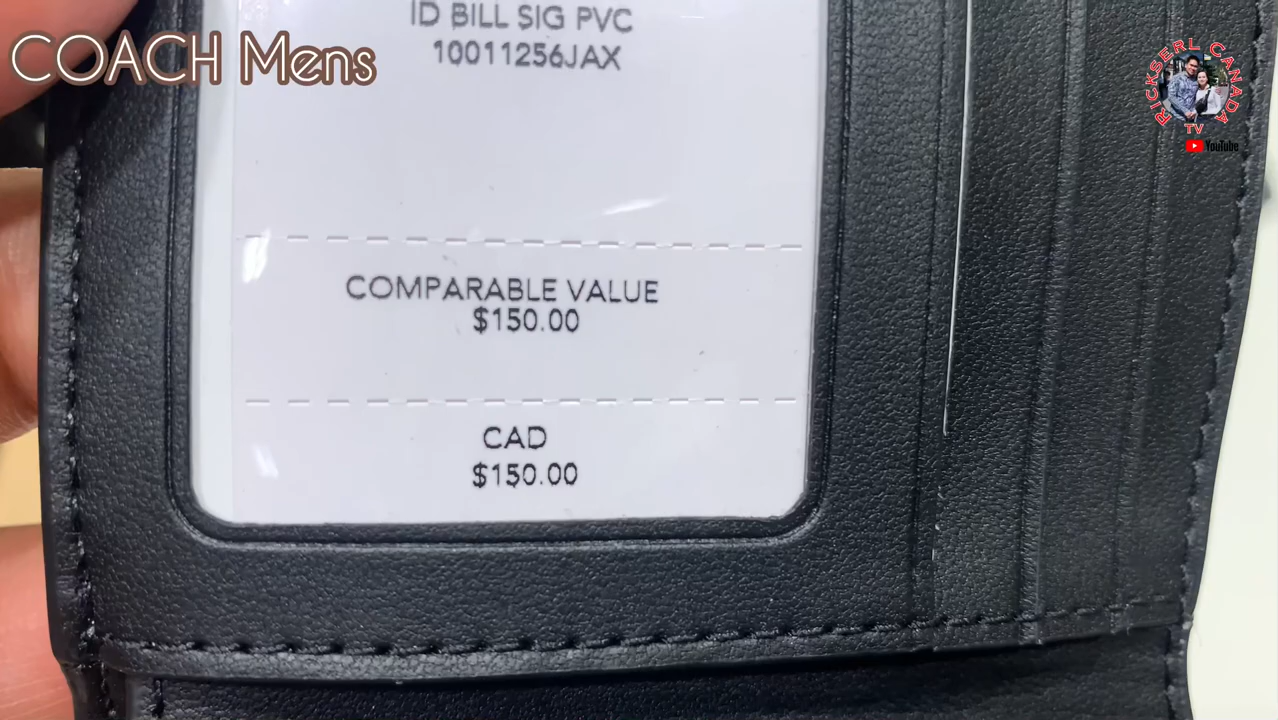 COACH Mens
ID BILL SIG PVC
10011256JAX
COMPARABLE VALUE
$150.00
CAD
$150.00
RICKSERL CANADA
TV
YouTube